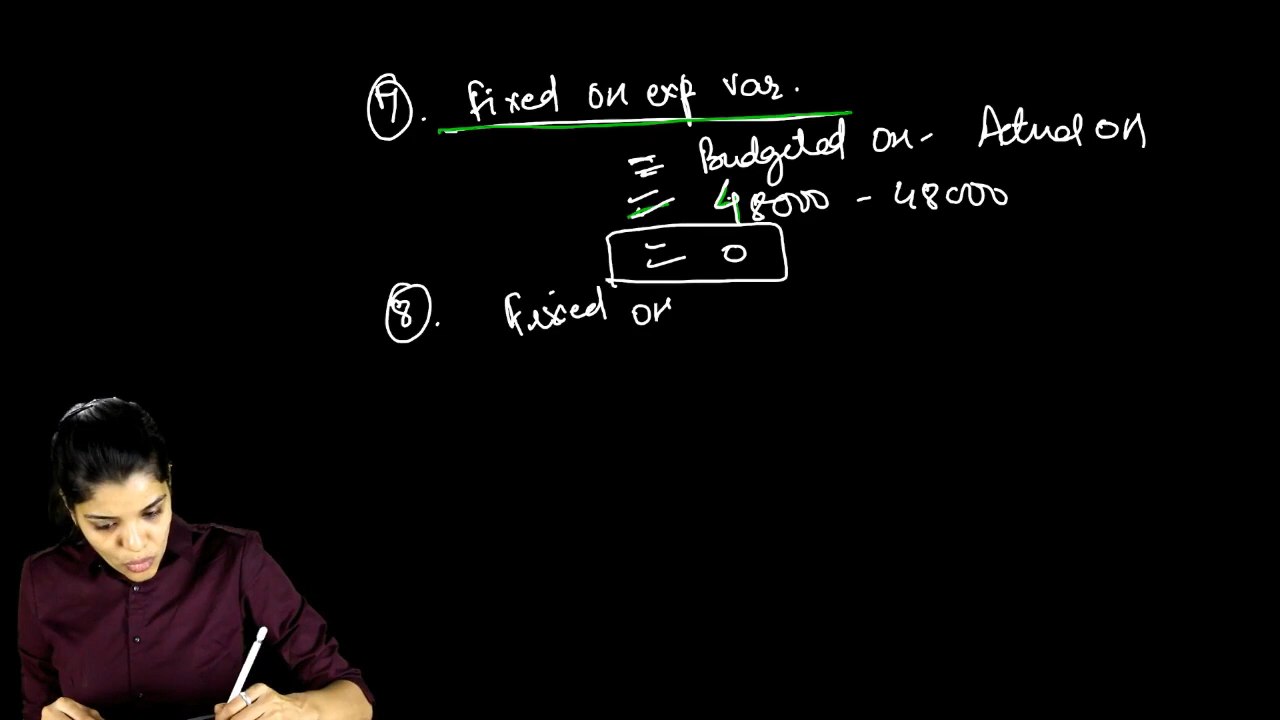 7. Fixed OH exp var.
= Budgeted OH - Actual OH
= 48000 - 48000
= 0
8. Fixed OH